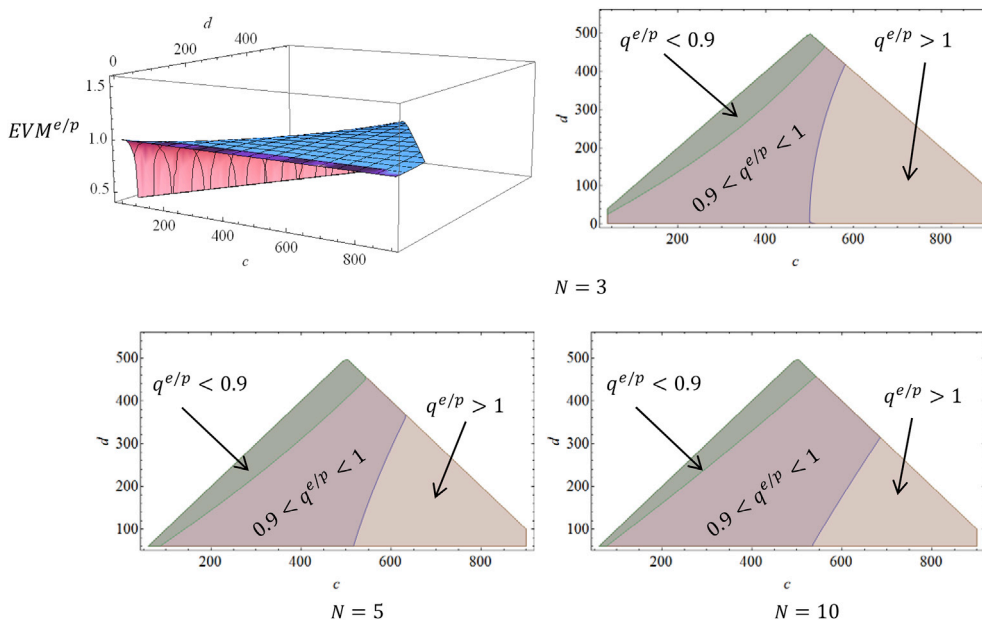 d
0 200 400
1.5
1.0
0.5
EVM^{e/p}
200 400 600 800
c
500
400
300
200
100
0
d
q^{e/p} < 0.9
q^{e/p} > 1
0.9 < q^{e/p} < 1
200 400 600 800
c
N = 3
500
400
300
200
100
d
q^{e/p} < 0.9
q^{e/p} > 1
0.9 < q^{e/p} < 1
200 400 600 800
c
N = 5
500
400
300
200
100
d
q^{e/p} < 0.9
q^{e/p} > 1
0.9 < q^{e/p} < 1
200 400 600 800
c
N = 10